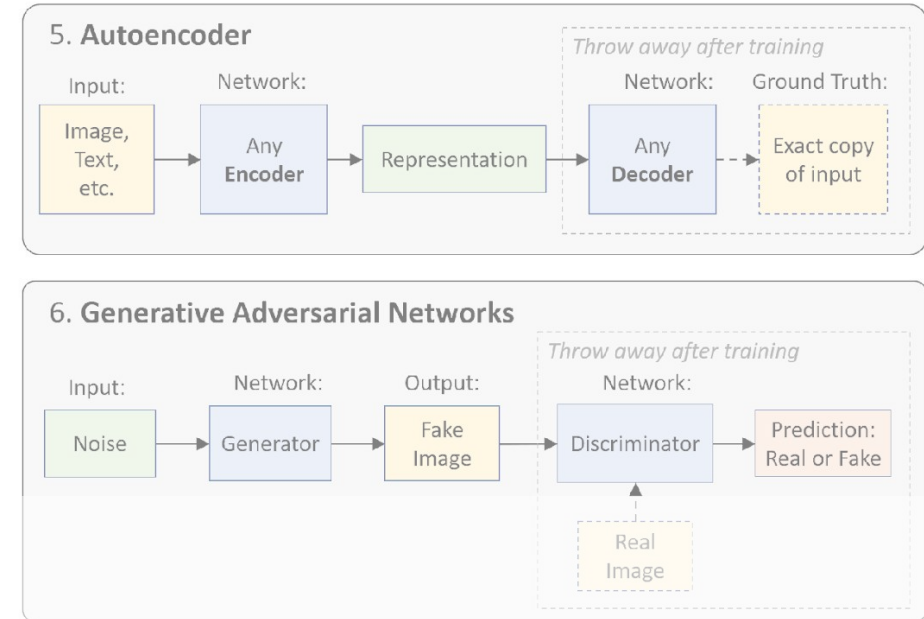 5. Autoencoder
Throw away after training
Input:
Network:
Network:
Ground Truth:
Image,
Text,
etc.
Any
Encoder
Representation
Any
Decoder
Exact copy
of input
6. Generative Adversarial Networks
Throw away after training
Input:
Network:
Output:
Network:
Noise
Generator
Fake
Image
Discriminator
Prediction:
Real or Fake
Real
Image